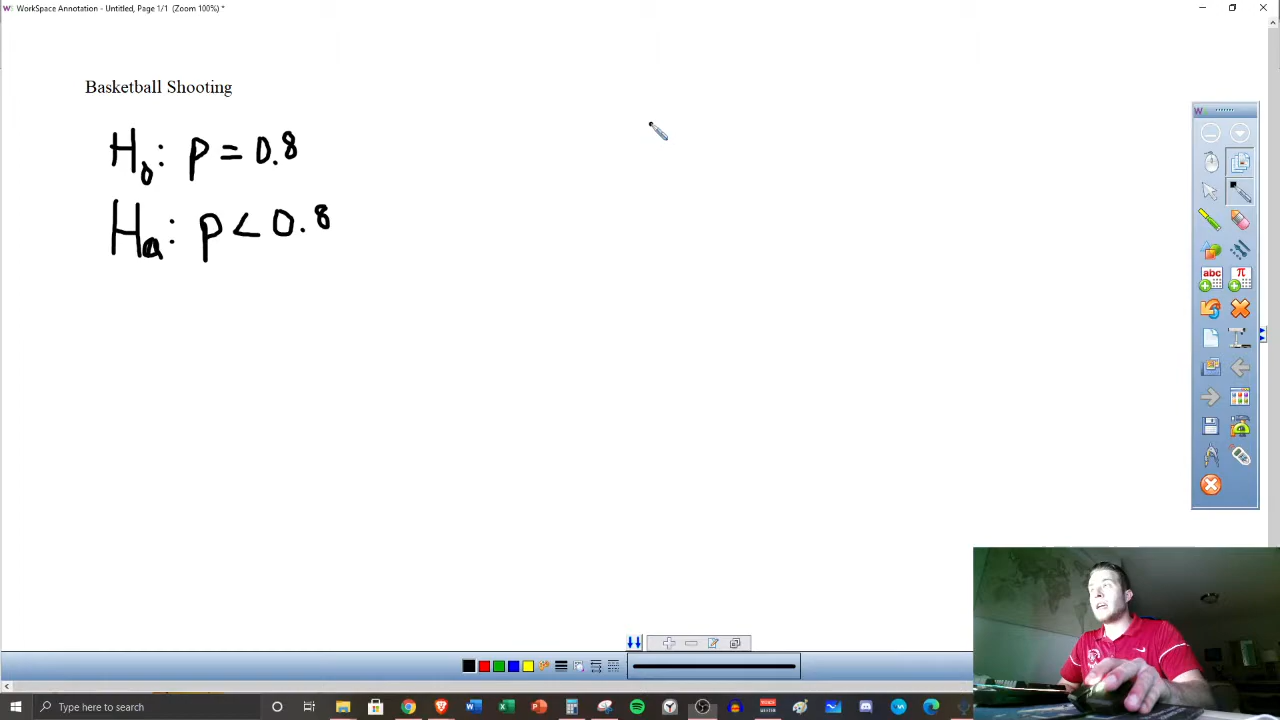 WorkSpace Annotation - Untitled, Page 1/1 (Zoom 100%) *
Basketball Shooting
H₀: p = 0.8
Hₐ: p < 0.8
W
abc
π
Type here to search